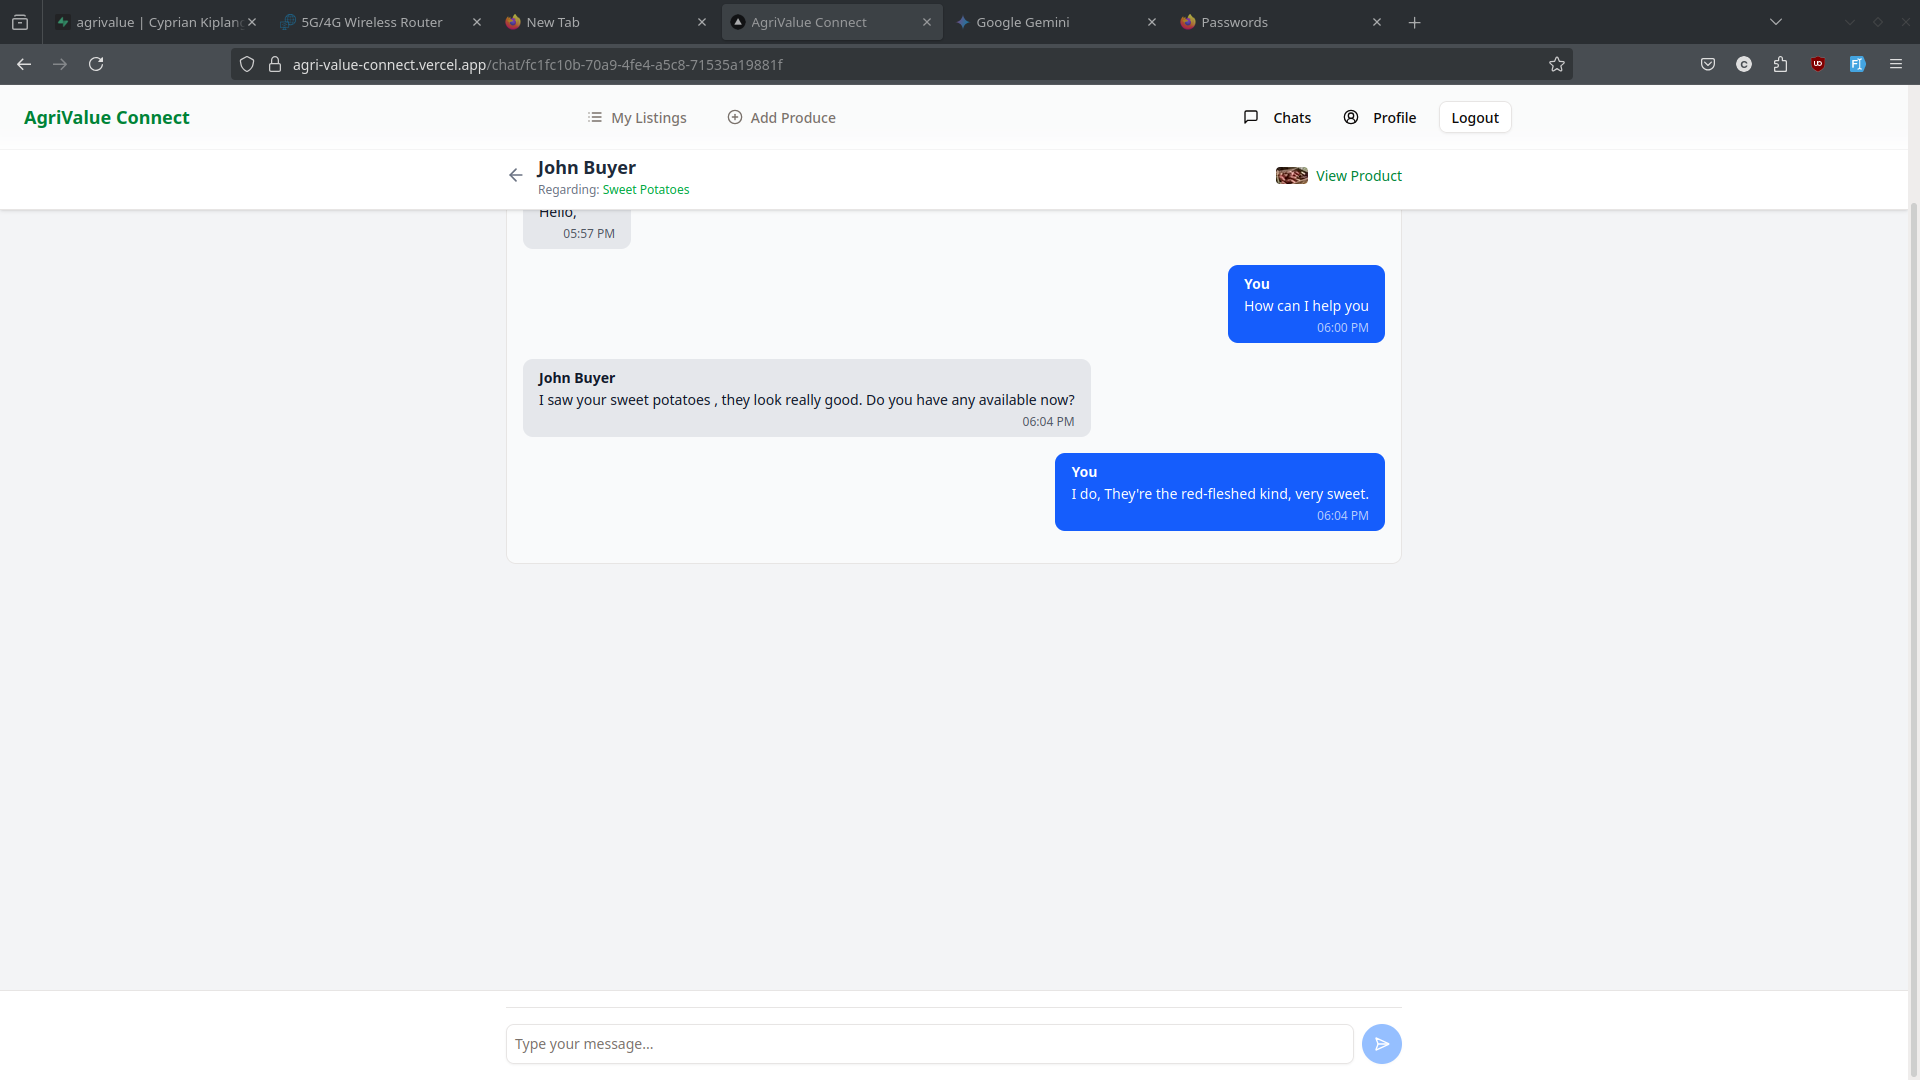 agrivalue | Cyprian Kiplan
5G/4G Wireless Router
New Tab
AgriValue Connect
Google Gemini
Passwords
agri-value-connect.vercel.app/chat/fc1fc10b-70a9-4fe4-a5c8-71535a19881f
C
UD
AgriValue Connect
My Listings
Add Produce
Chats
Profile
Logout
John Buyer
Regarding: Sweet Potatoes
View Product
Hello,
05:57 PM
You
How can I help you
06:00 PM
John Buyer
I saw your sweet potatoes , they look really good. Do you have any available now?
06:04 PM
You
I do, They're the red-fleshed kind, very sweet.
06:04 PM
Type your message...